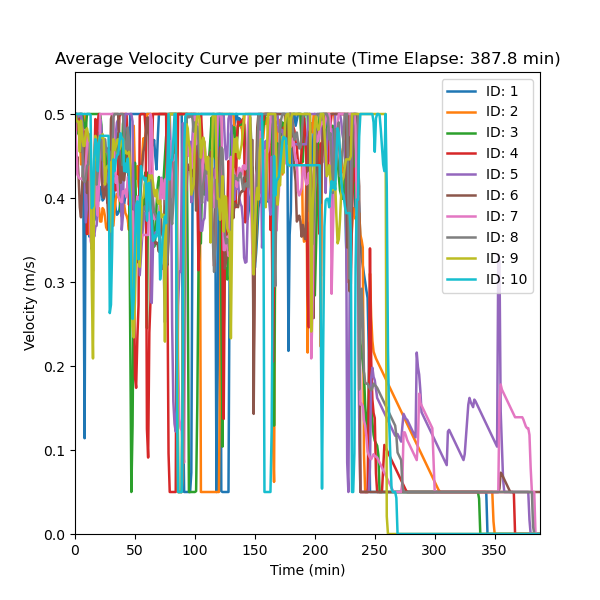 Average Velocity Curve per minute (Time Elapse: 387.8 min)
Velocity (m/s)
0.5
0.4
0.3
0.2
0.1
0.0
ID: 1
ID: 2
ID: 3
ID: 4
ID: 5
ID: 6
ID: 7
ID: 8
ID: 9
ID: 10
0 50 100 150 200 250 300 350
Time (min)